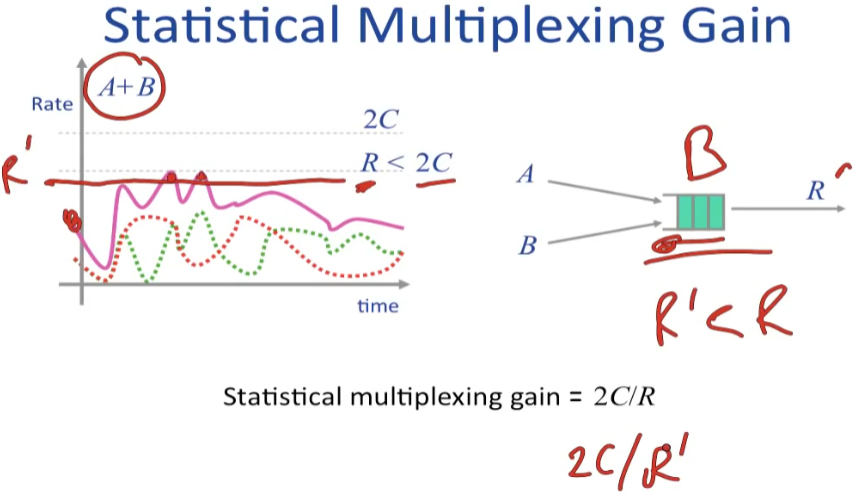 Statistical Multiplexing Gain
A+B
Rate
2C
R'
R < 2C
time
A
B
B
R'
R' < R
Statistical multiplexing gain = 2C/R
2C/R'